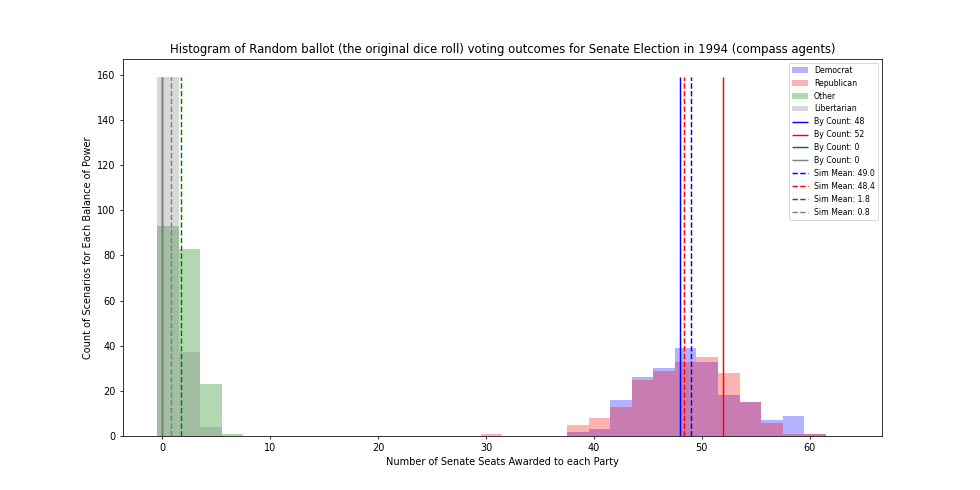 Histogram of Random ballot (the original dice roll) voting outcomes for Senate Election in 1994 (compass agents)
Count of Scenarios for Each Balance of Power
160
140
120
100
80
60
40
20
0
Democrat
Republican
Other
Libertarian
By Count: 48
By Count: 52
By Count: 0
By Count: 0
Sim Mean: 49.0
Sim Mean: 48.4
Sim Mean: 1.8
Sim Mean: 0.8
0 10 20 30 40 50 60
Number of Senate Seats Awarded to each Party